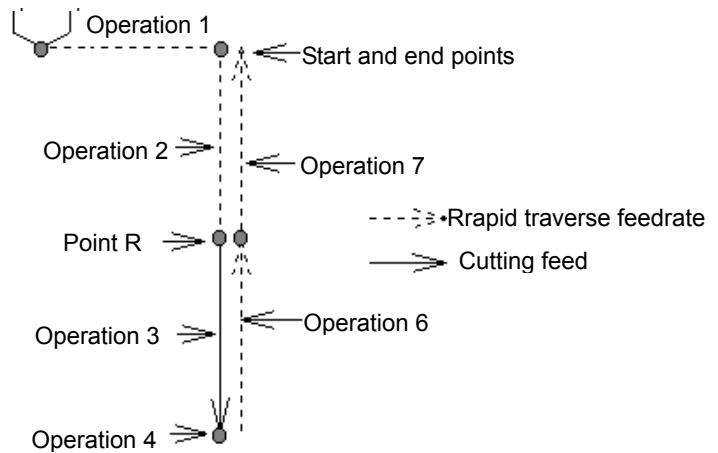 Operation 1
Start and end points
Operation 2
Operation 7
Rrapid traverse feedrate
Point R
Cutting feed
Operation 6
Operation 3
Operation 4